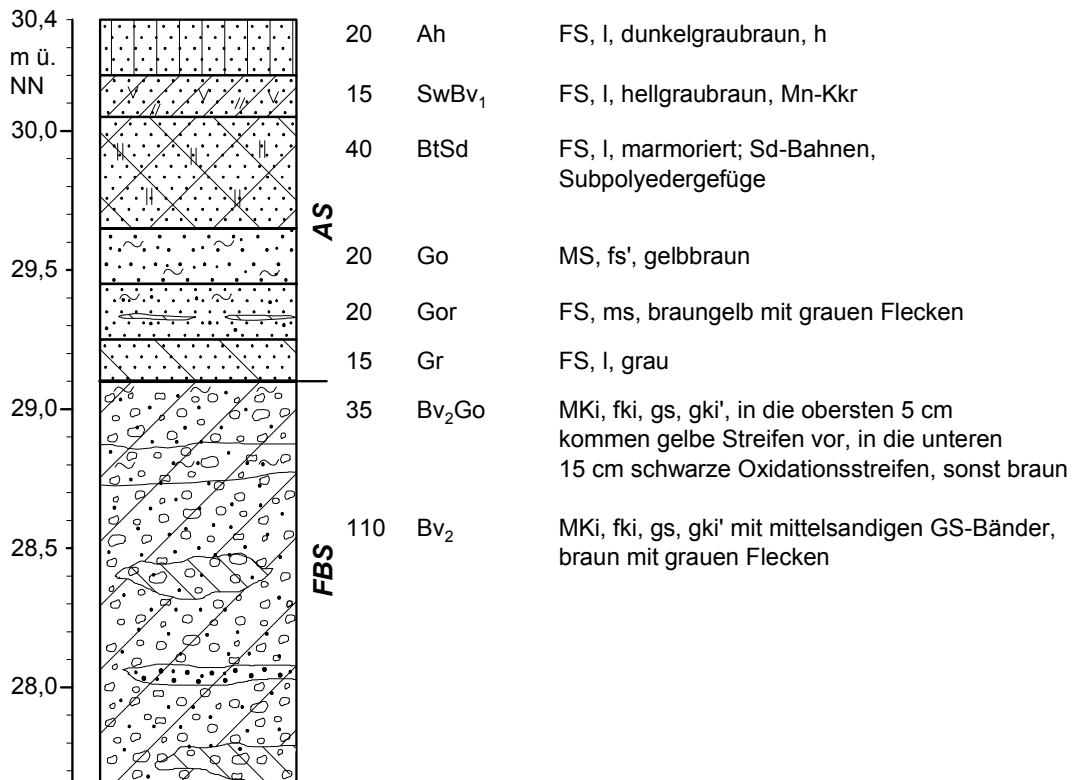 30,4
m ü.
NN
30,0
29,5
29,0
28,5
28,0
AS
FBS
20 Ah FS, l, dunkelgraubraun, h
15 SwBv1 FS, l, hellgraubraun, Mn-Kkr
40 BtSd FS, l, marmoriert; Sd-Bahnen,
Subpolyedergefüge
20 Go MS, fs', gelbbraun
20 Gor FS, ms, braungelb mit grauen Flecken
15 Gr FS, l, grau
35 Bv2Go MKi, fki, gs, gki', in die obersten 5 cm
kommen gelbe Streifen vor, in die unteren
15 cm schwarze Oxidationsstreifen, sonst braun
110 Bv2 MKi, fki, gs, gki' mit mittelsandigen GS-Bänder,
braun mit grauen Flecken